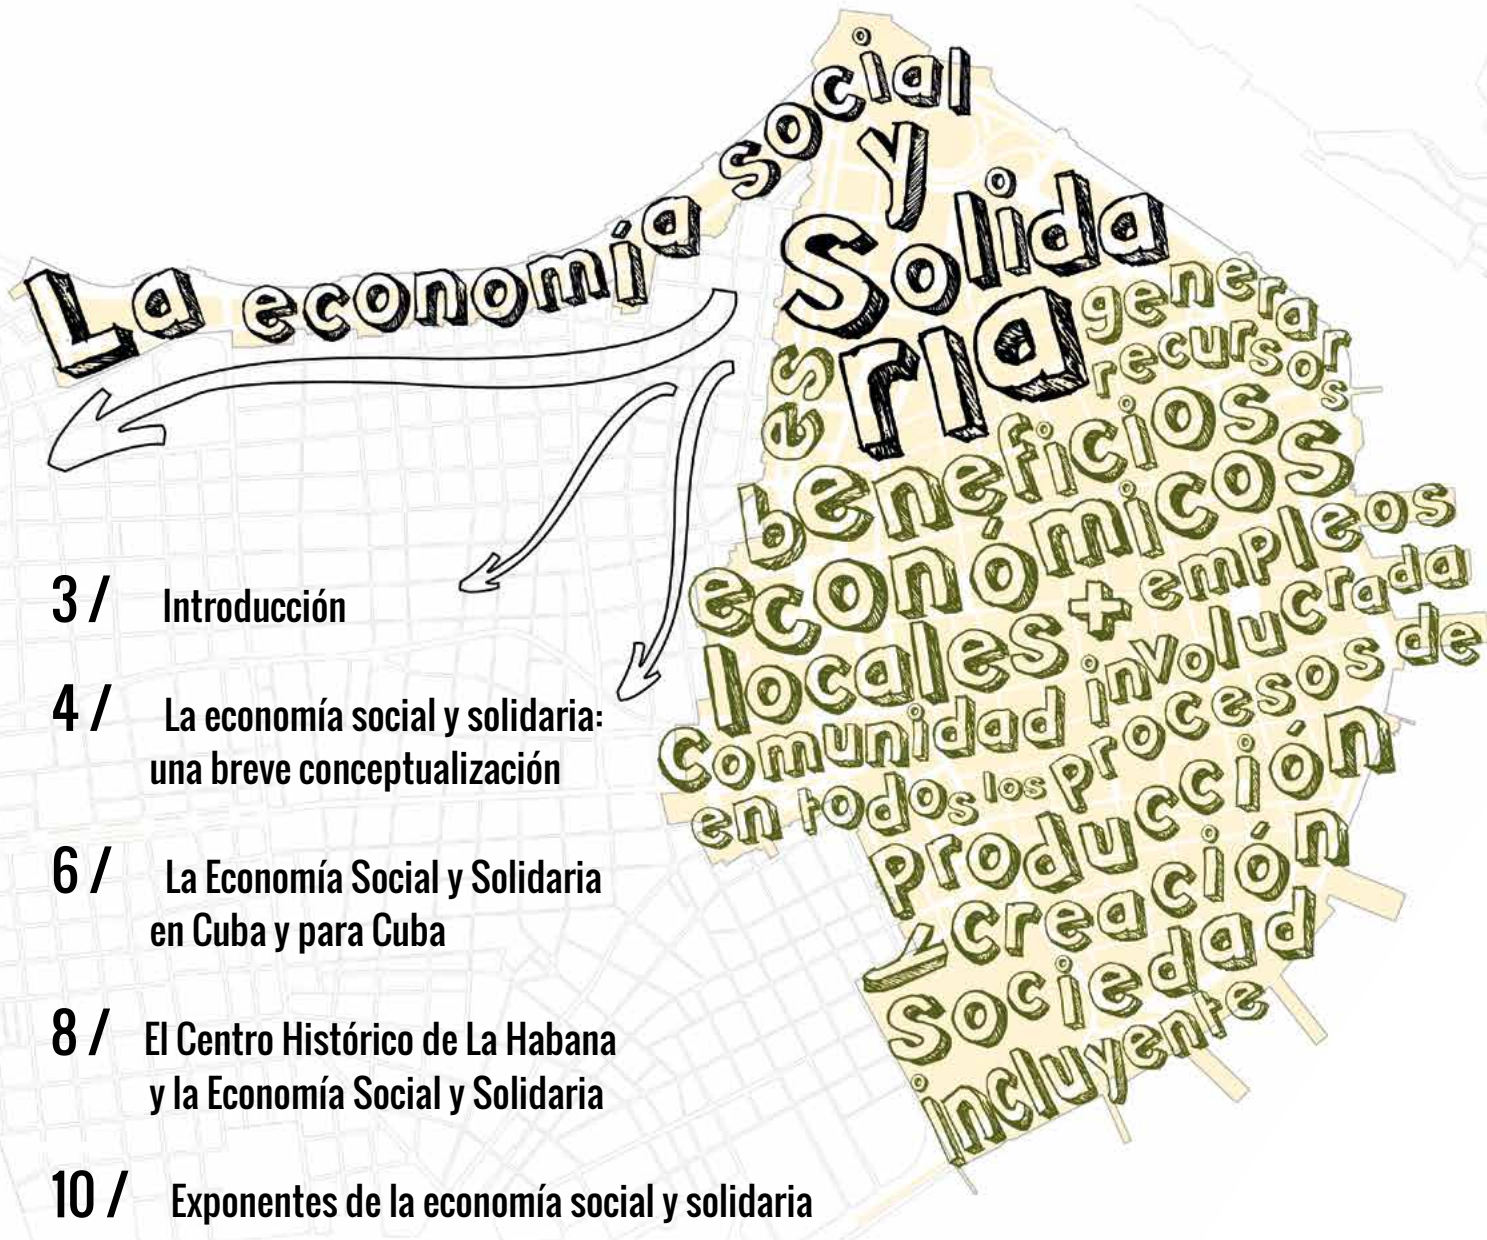 La economía social
y
Solida
ria
es generar
recursos
beneficios
económicos
locales + empleos
Comunidad involucrada
en todos los procesos de
producción
y creación
Sociedad
incluyente
3 / Introducción
4 / La economía social y solidaria:
una breve conceptualización
6 / La Economía Social y Solidaria
en Cuba y para Cuba
8 / El Centro Histórico de La Habana
y la Economía Social y Solidaria
10 / Exponentes de la economía social y solidaria